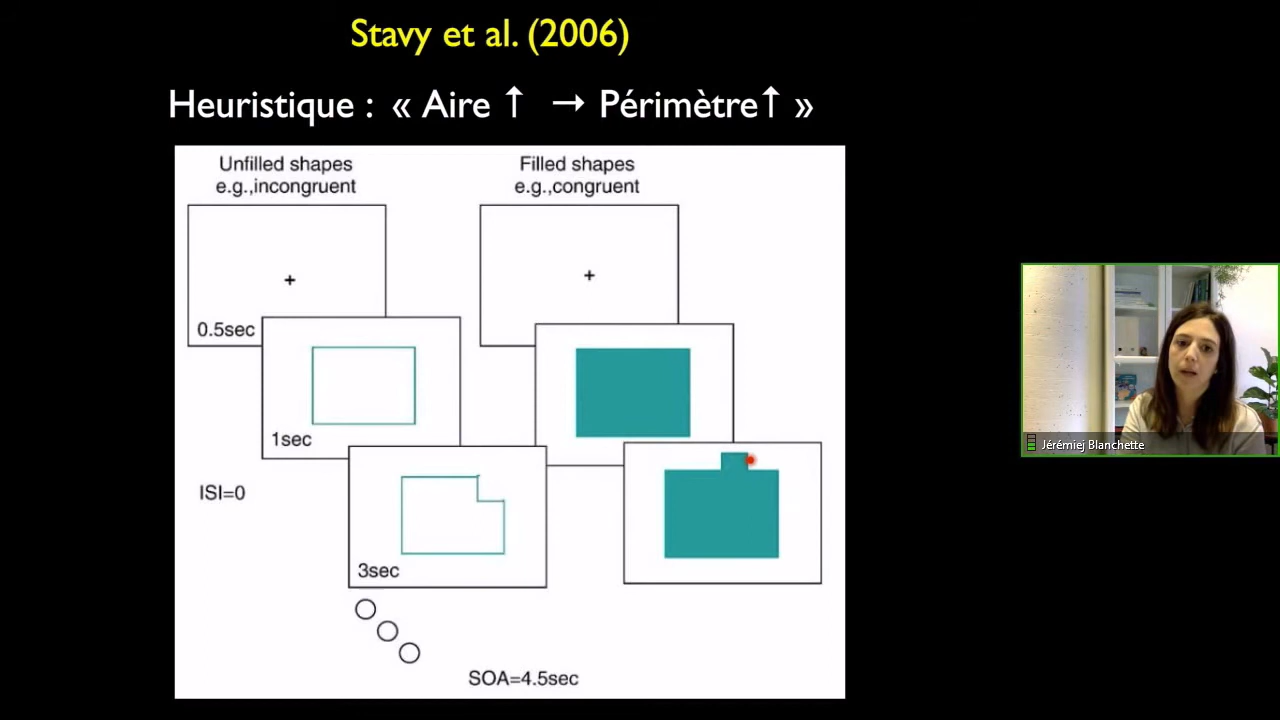 Stavy et al. (2006)
Heuristique : « Aire ↑ → Périmètre↑ »
Unfilled shapes
e.g.,incongruent
Filled shapes
e.g.,congruent
0.5sec
1sec
ISI=0
3sec
SOA=4.5sec
Jérémiej Blanchette